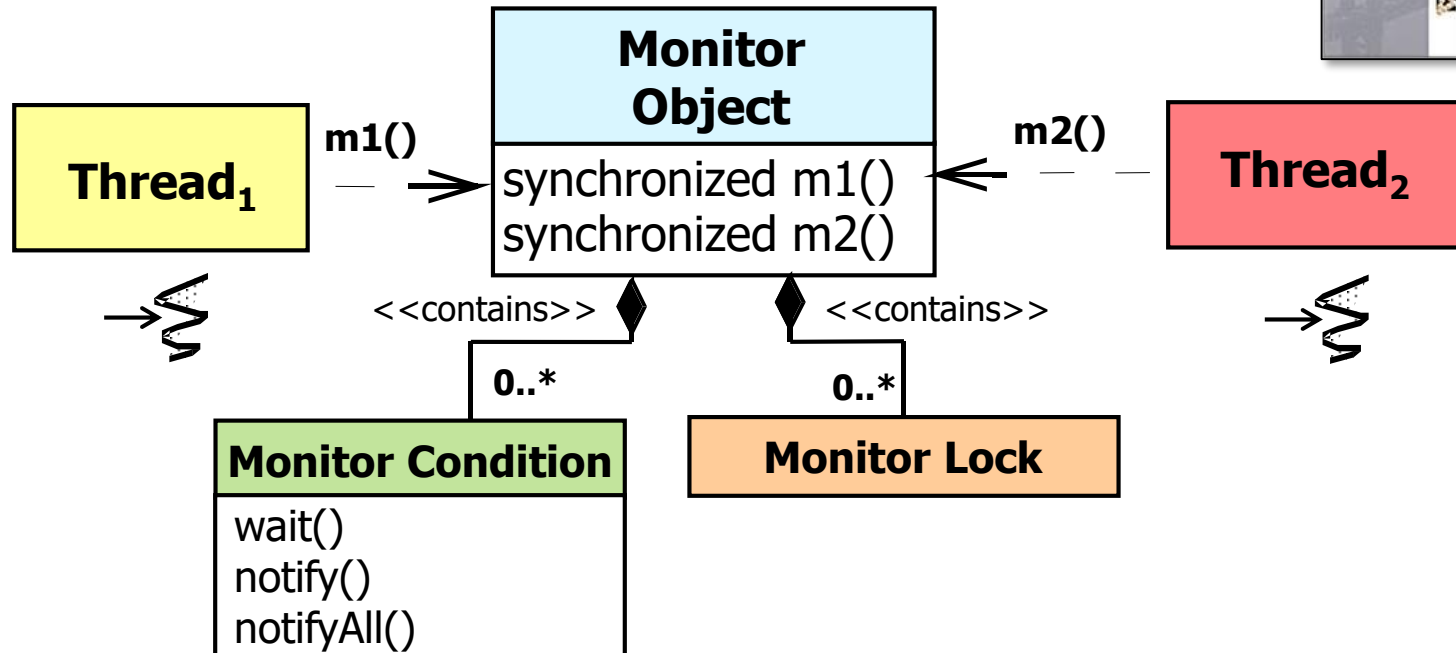 Monitor
Object
m1()
m2()
Thread₁
Thread₂
synchronized m1()
synchronized m2()
<<contains>>
<<contains>>
0..*
0..*
Monitor Condition
Monitor Lock
wait()
notify()
notifyAll()